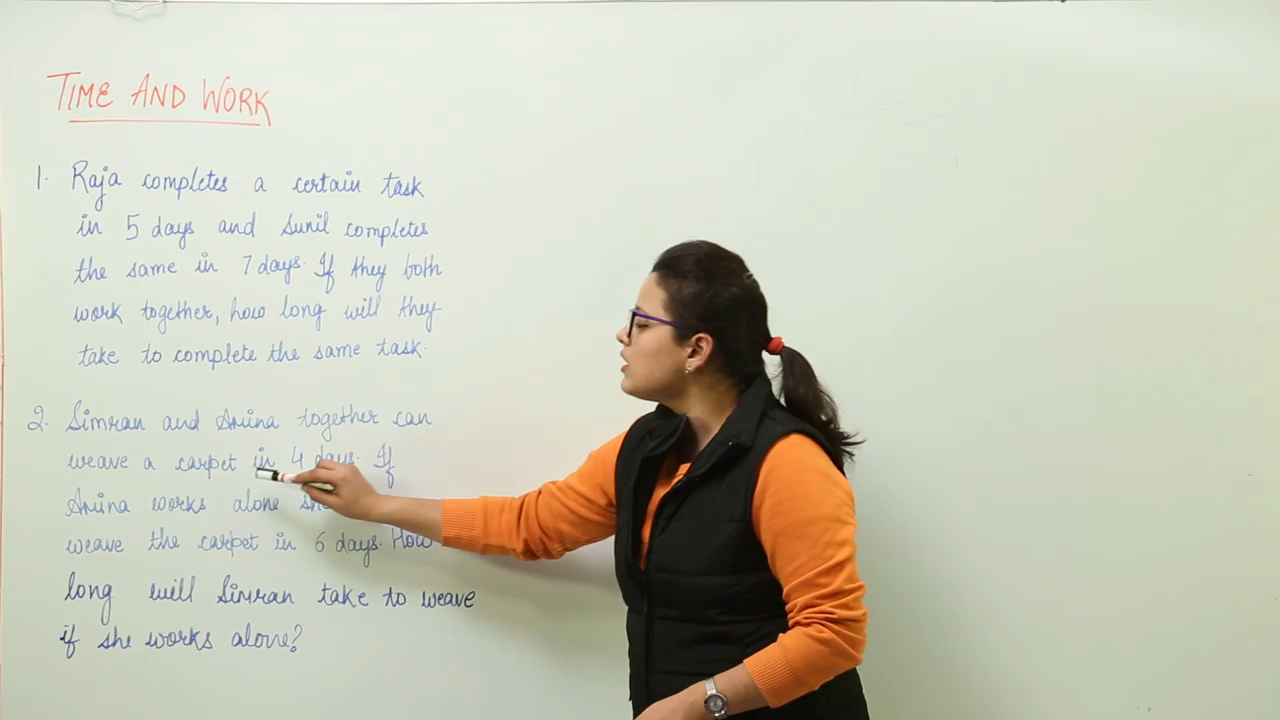 TIME AND WORK
1. Raja completes a certain task
in 5 days and Sunil completes
the same in 7 days. If they both
work together, how long will they
take to complete the same task.
2. Simran and Aruna together can
weave a carpet in 4 days. If
Aruna works alone
weave the carpet in 6 days. How
long will Simran take to weave
if she works alone?